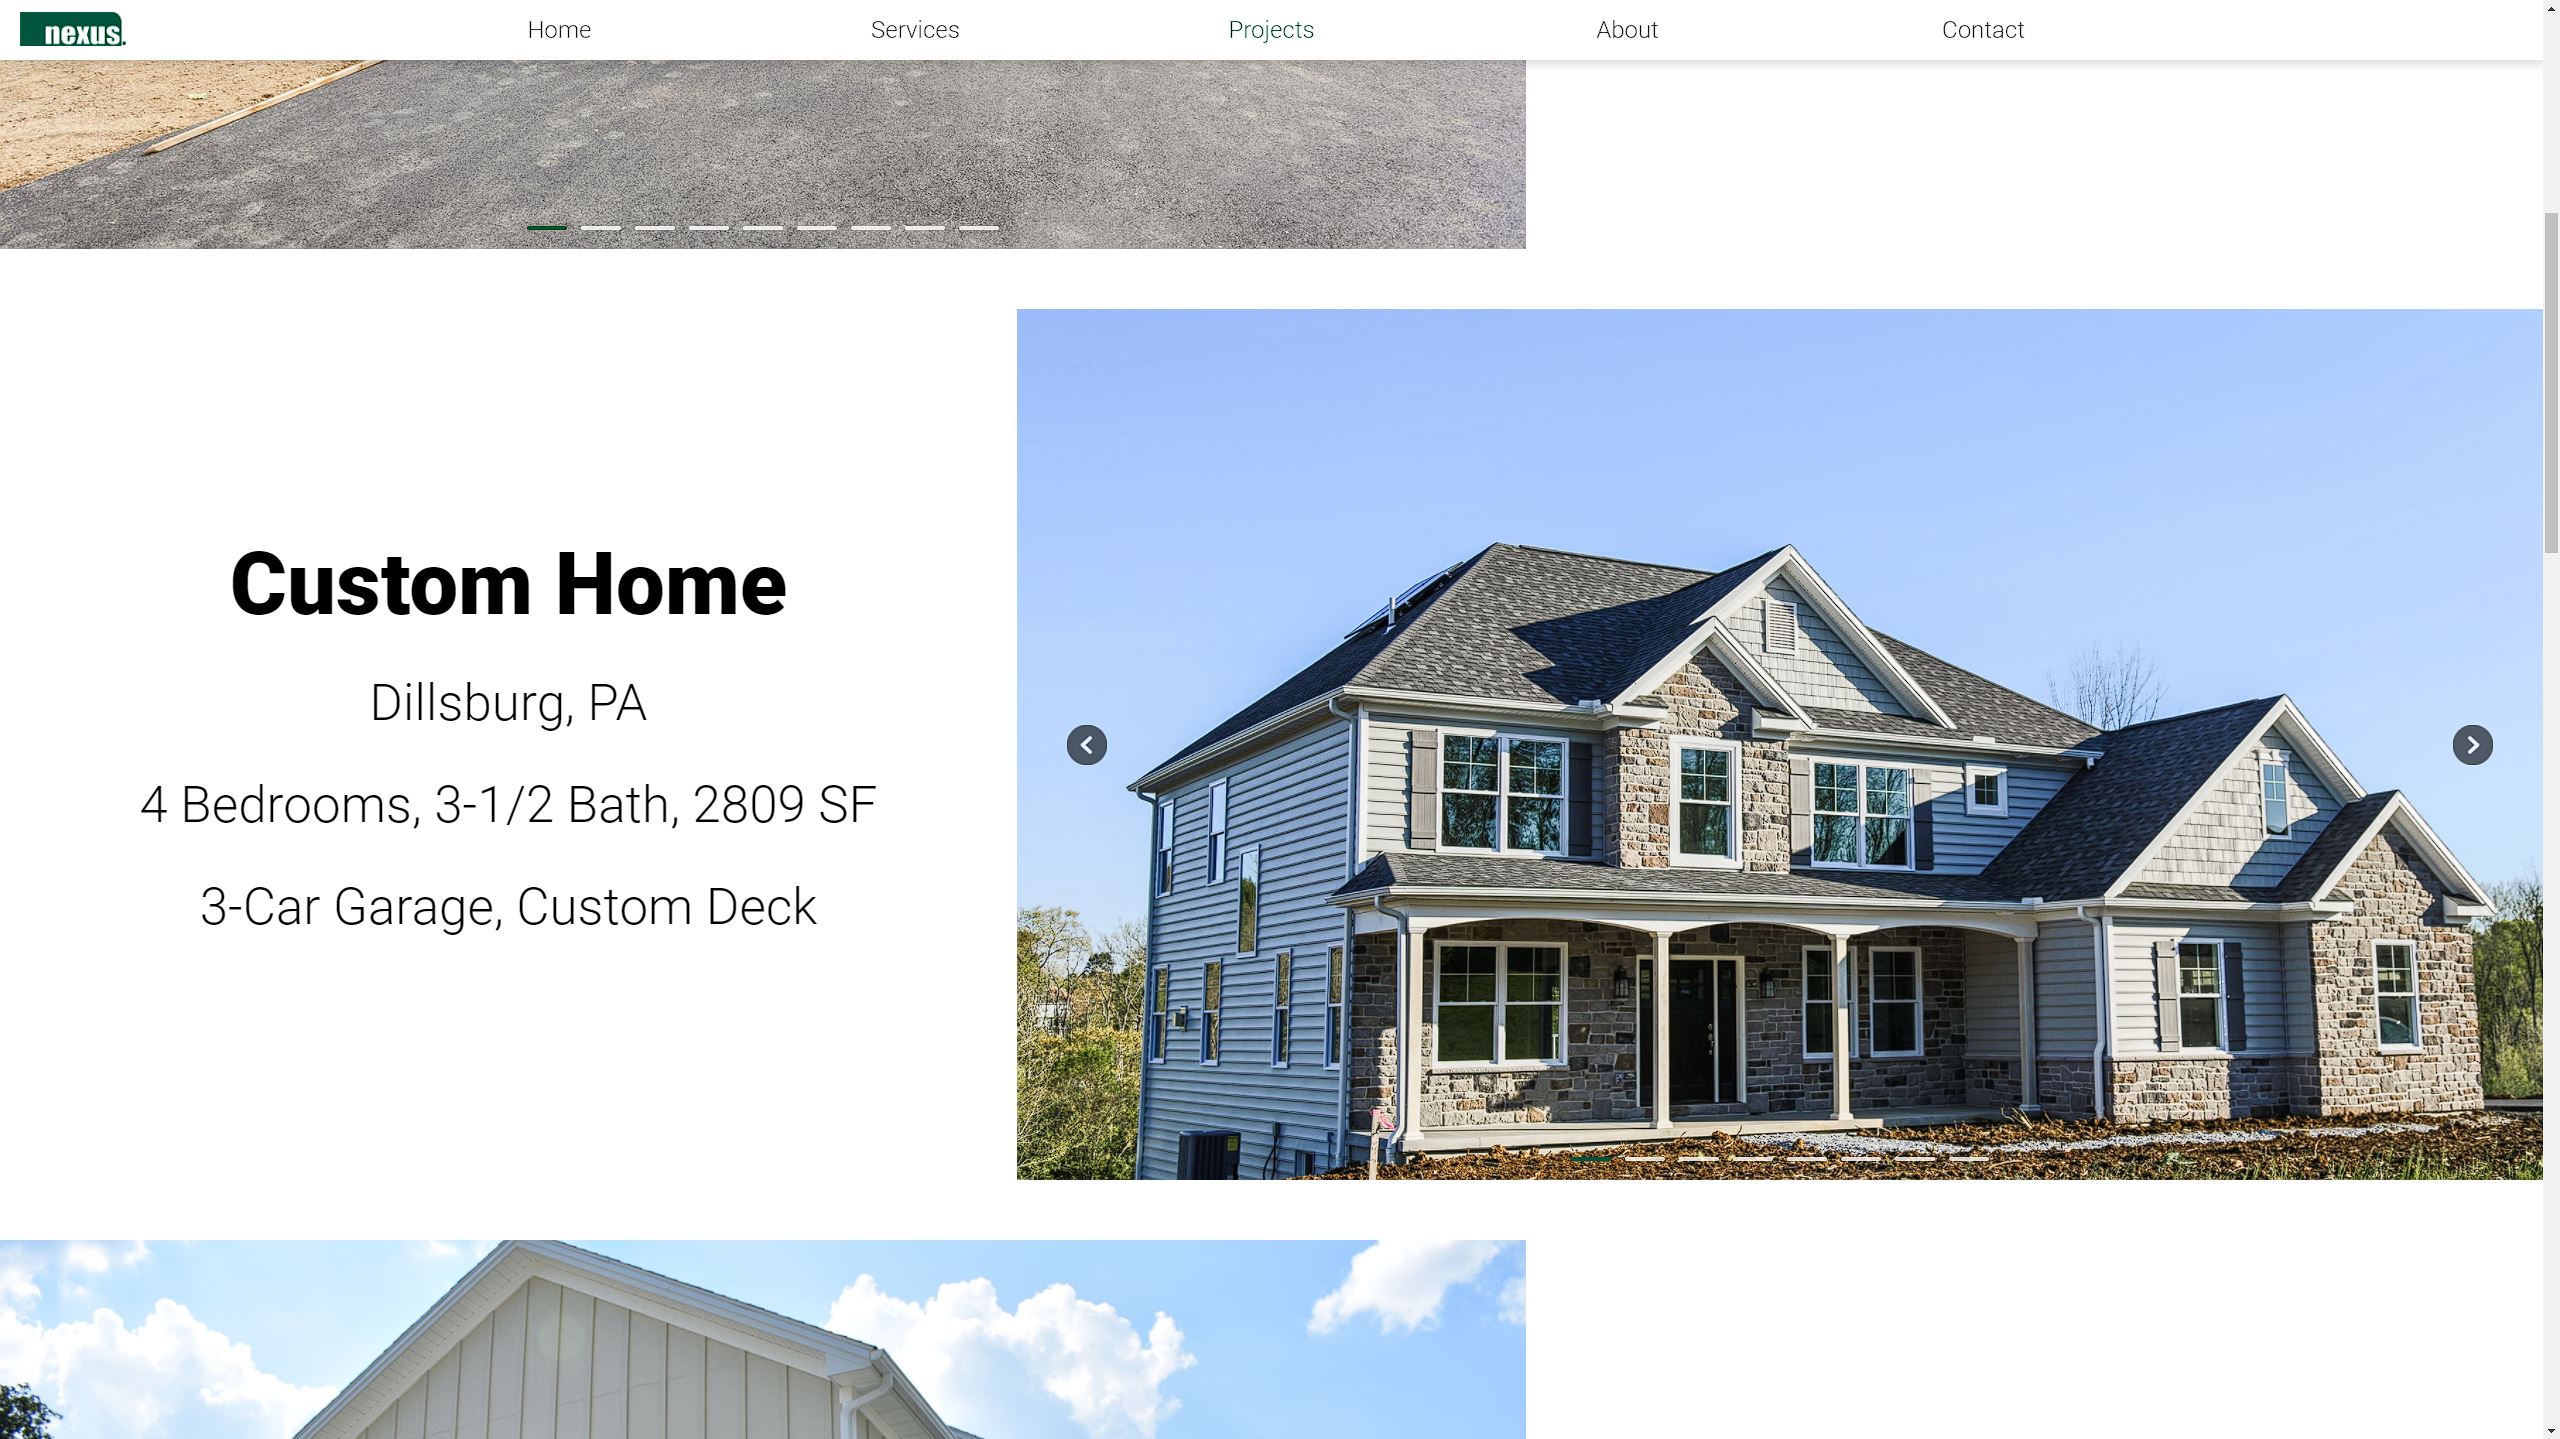 nexus.
Home Services Projects About Contact
Custom Home
Dillsburg, PA
4 Bedrooms, 3-1/2 Bath, 2809 SF
3-Car Garage, Custom Deck